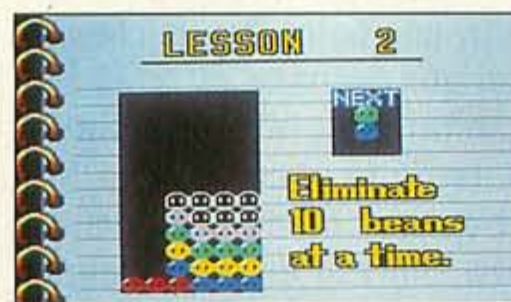 LESSON 2
NEXT
Eliminate
10 beans
at a time.